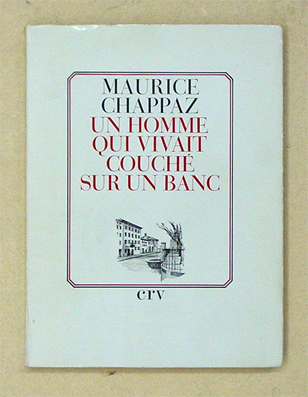 MAURICE
CHAPPAZ
UN HOMME
QUI VIVAIT
COUCHÉ
SUR UN BANC
crv